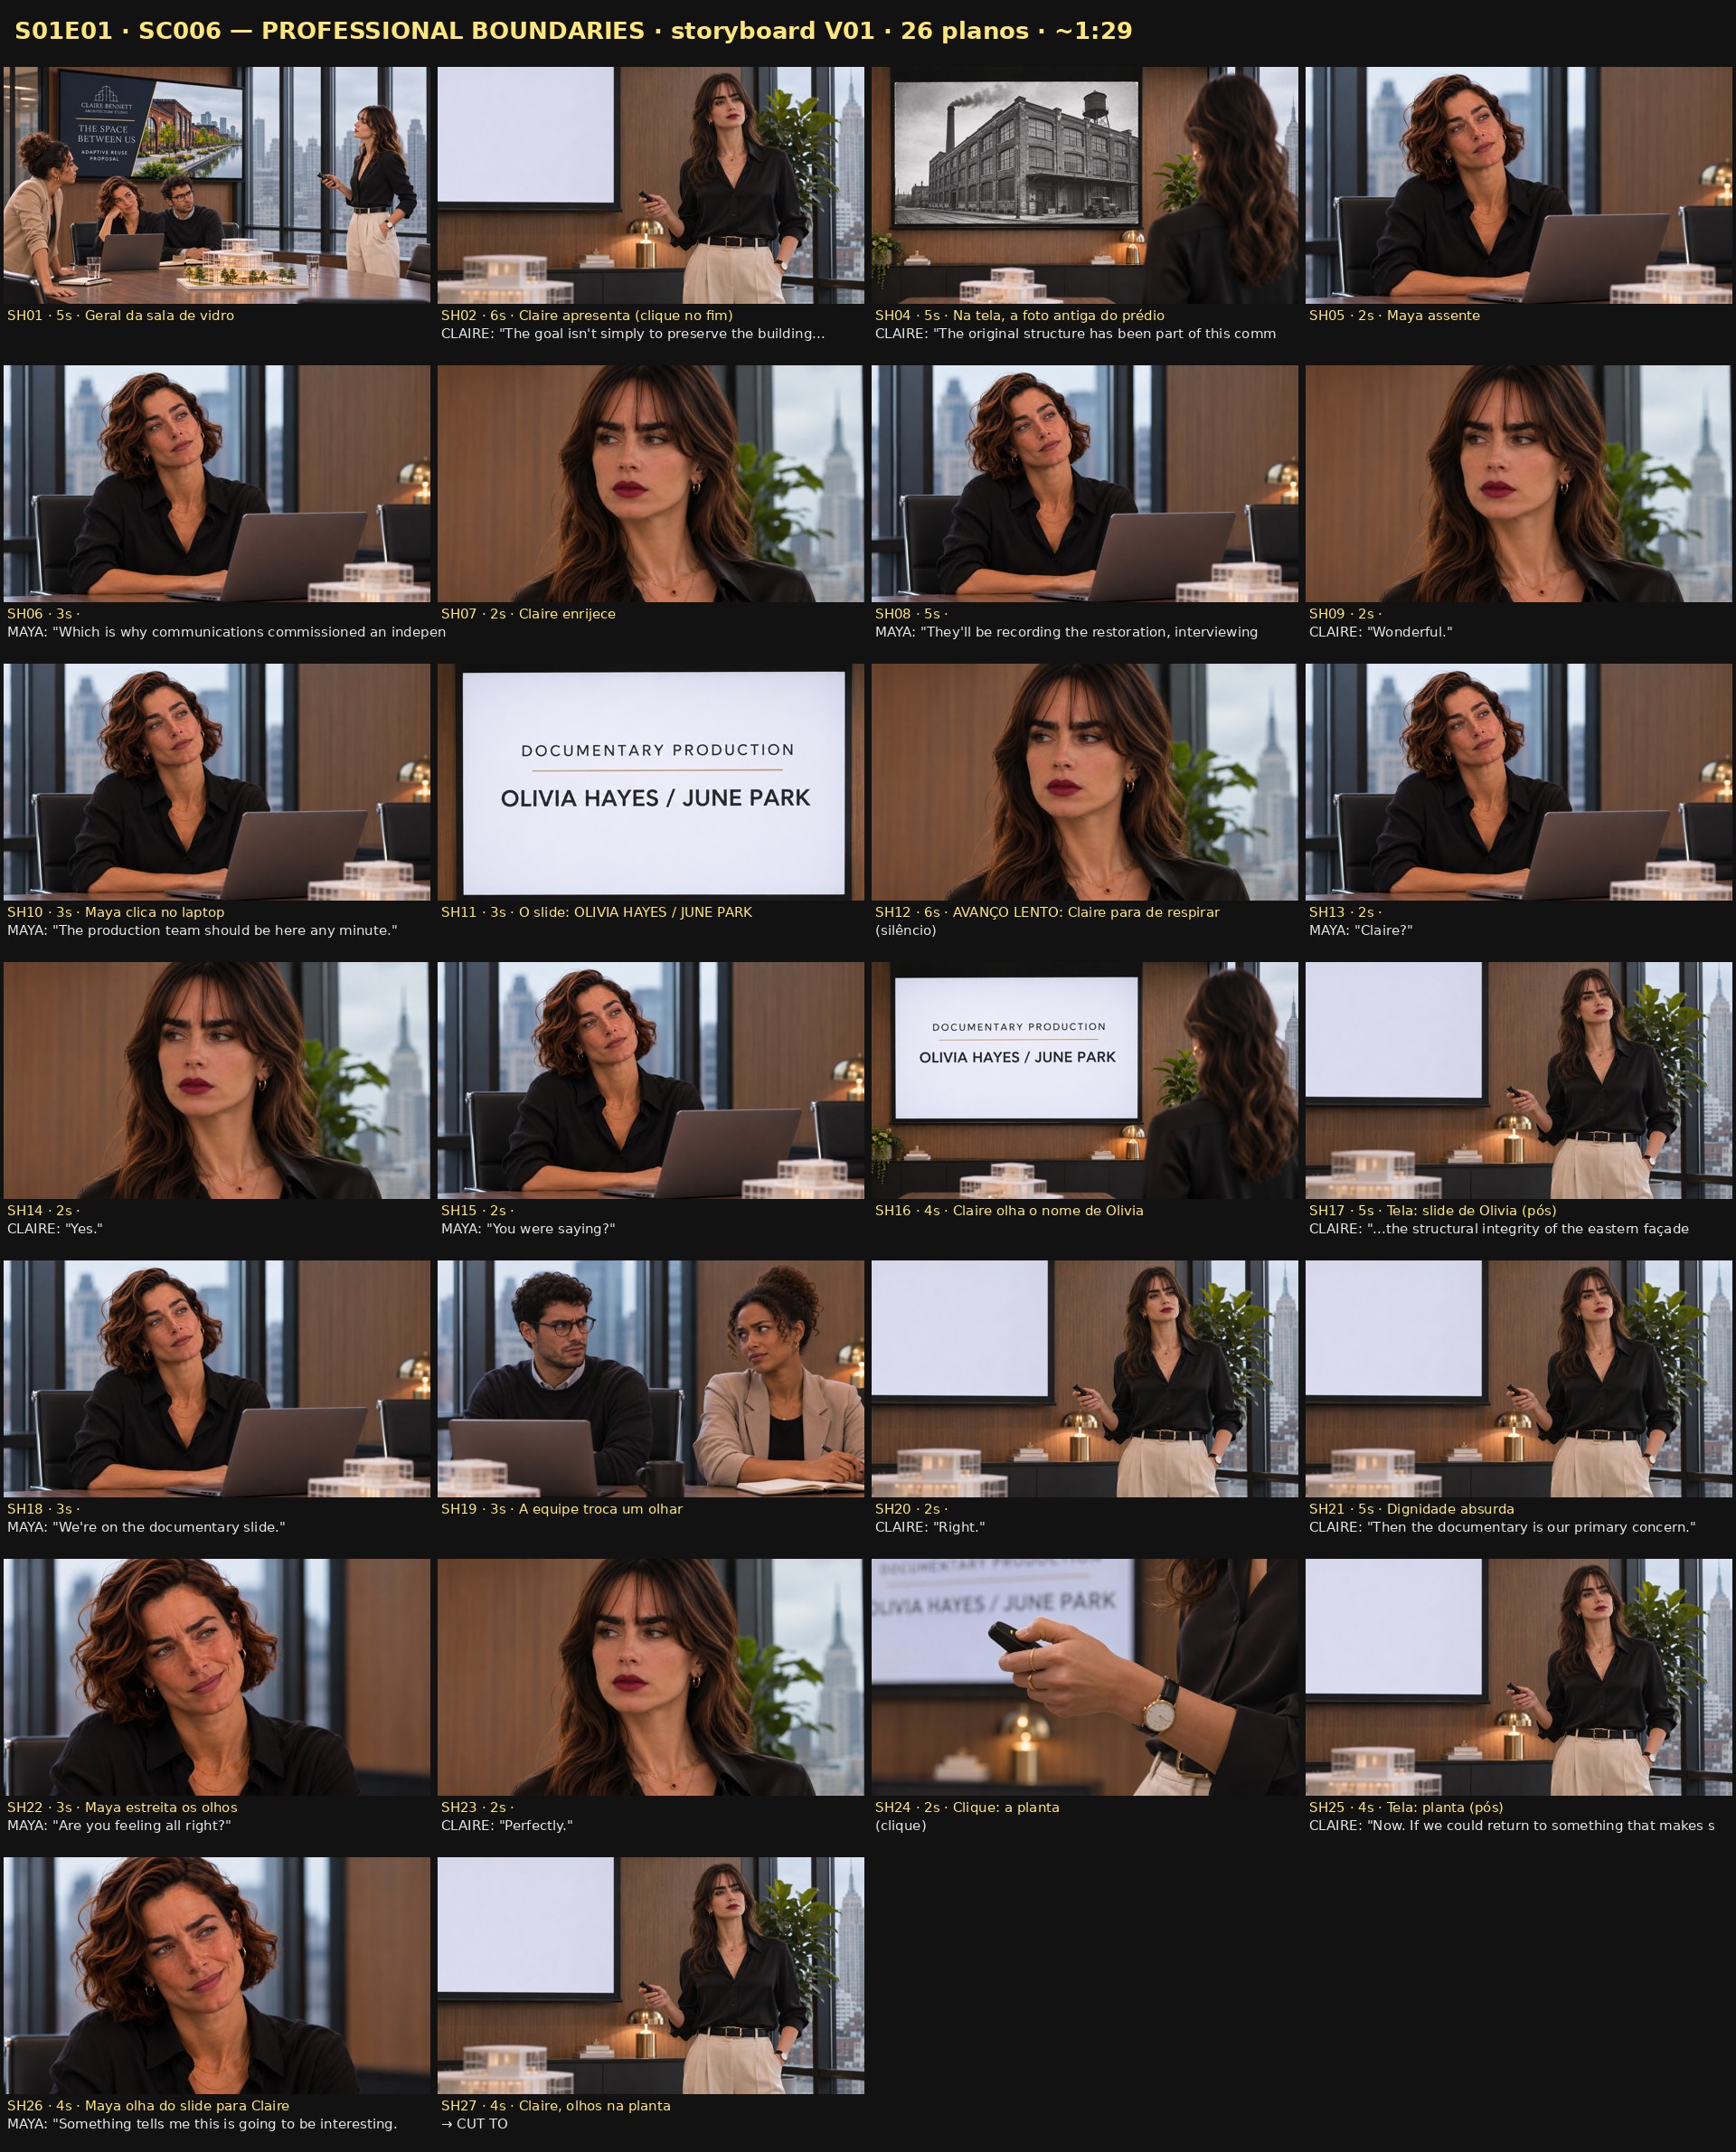 S01E01 · SC006 — PROFESSIONAL BOUNDARIES · storyboard V01 · 26 planos · ~1:29
CLAIRE BENNETT
ARCHITECTURE STUDIO
THE SPACE
BETWEEN US
ADAPTIVE REUSE
PROPOSAL
SH01 · 5s · Geral da sala de vidro
SH02 · 6s · Claire apresenta (clique no fim)
CLAIRE: "The goal isn't simply to preserve the building...
SH04 · 5s · Na tela, a foto antiga do prédio
CLAIRE: "The original structure has been part of this comm
SH05 · 2s · Maya assente
SH06 · 3s ·
MAYA: "Which is why communications commissioned an indepen
SH07 · 2s · Claire enrijece
SH08 · 5s ·
MAYA: "They'll be recording the restoration, interviewing
SH09 · 2s ·
CLAIRE: "Wonderful."
SH10 · 3s · Maya clica no laptop
MAYA: "The production team should be here any minute."
DOCUMENTARY PRODUCTION
OLIVIA HAYES / JUNE PARK
SH11 · 3s · O slide: OLIVIA HAYES / JUNE PARK
SH12 · 6s · AVANÇO LENTO: Claire para de respirar
(silêncio)
SH13 · 2s ·
MAYA: "Claire?"
SH14 · 2s ·
CLAIRE: "Yes."
SH15 · 2s ·
MAYA: "You were saying?"
DOCUMENTARY PRODUCTION
OLIVIA HAYES / JUNE PARK
SH16 · 4s · Claire olha o nome de Olivia
SH17 · 5s · Tela: slide de Olivia (pós)
CLAIRE: "...the structural integrity of the eastern façade
SH18 · 3s ·
MAYA: "We're on the documentary slide."
SH19 · 3s · A equipe troca um olhar
SH20 · 2s ·
CLAIRE: "Right."
SH21 · 5s · Dignidade absurda
CLAIRE: "Then the documentary is our primary concern."
SH22 · 3s · Maya estreita os olhos
MAYA: "Are you feeling all right?"
SH23 · 2s ·
CLAIRE: "Perfectly."
DOCUMENTARY PRODUCTION
OLIVIA HAYES / JUNE PARK
SH24 · 2s · Clique: a planta
(clique)
SH25 · 4s · Tela: planta (pós)
CLAIRE: "Now. If we could return to something that makes s
SH26 · 4s · Maya olha do slide para Claire
MAYA: "Something tells me this is going to be interesting.
SH27 · 4s · Claire, olhos na planta
→ CUT TO